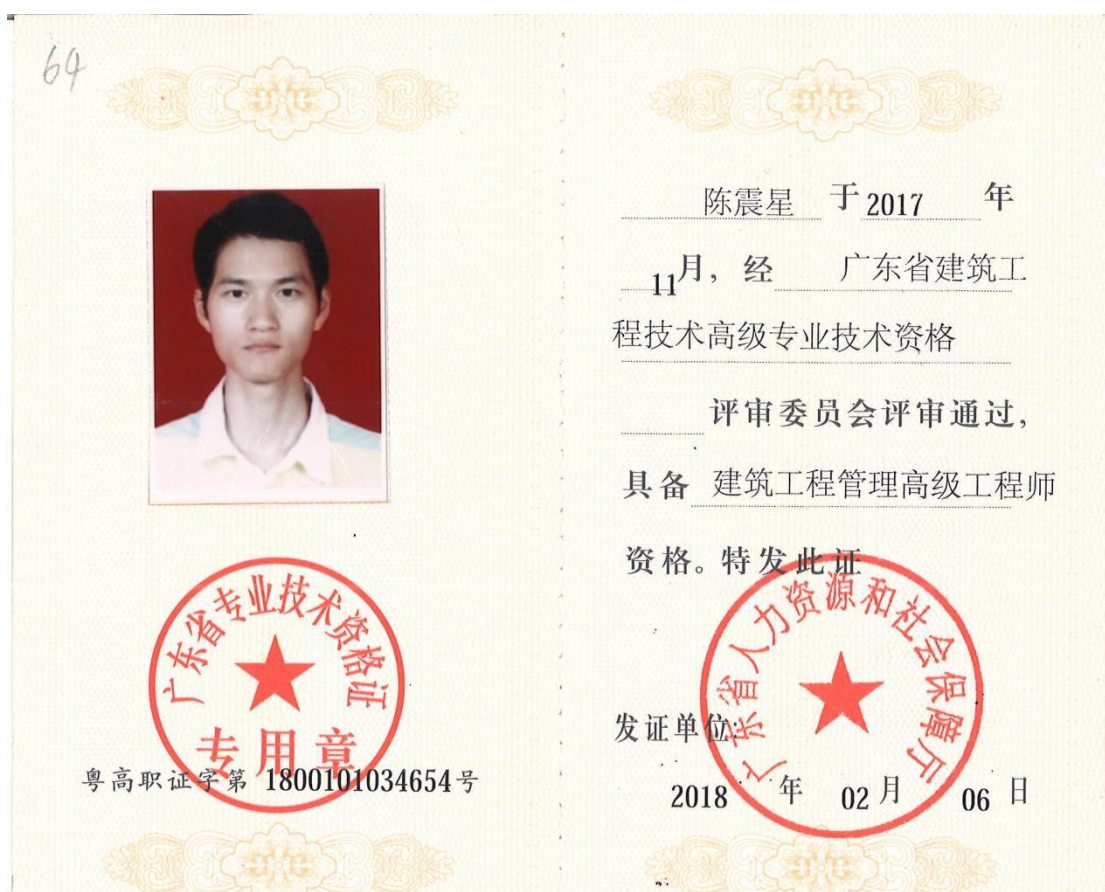 64
广东省专业技术资格证
专用章
粤高职证字第 1800101034654 号
陈震星 于 2017 年
11 月，经 广东省建筑工
程技术高级专业技术资格
评审委员会评审通过，
具备 建筑工程管理高级工程师
资格。特发此证
广东省人力资源和社会保障厅
发证单位：
2018 年 02 月 06 日